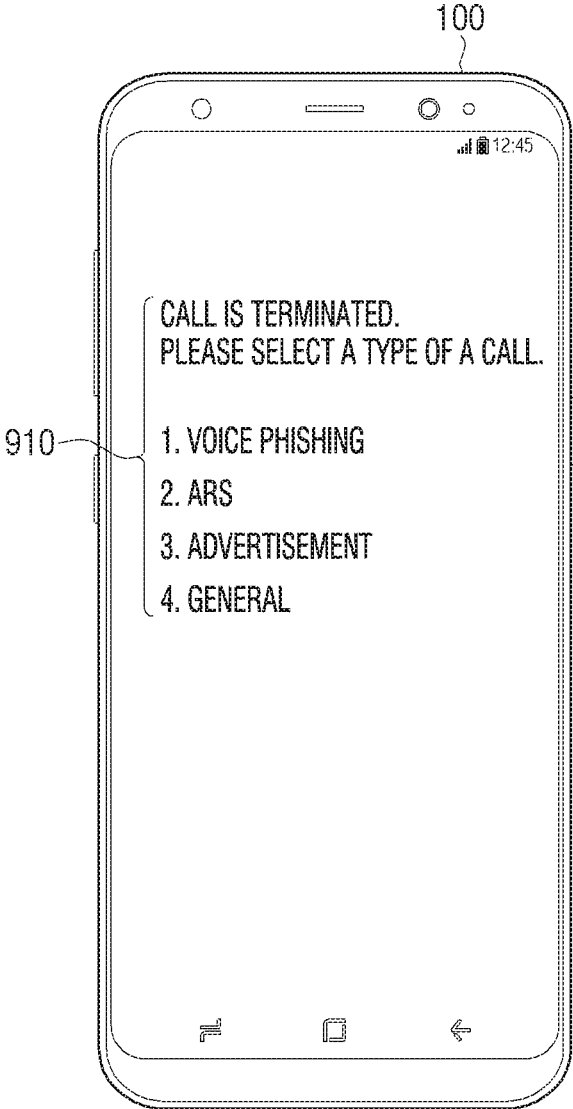 100
12:45
CALL IS TERMINATED.
PLEASE SELECT A TYPE OF A CALL.
910
1. VOICE PHISHING
2. ARS
3. ADVERTISEMENT
4. GENERAL